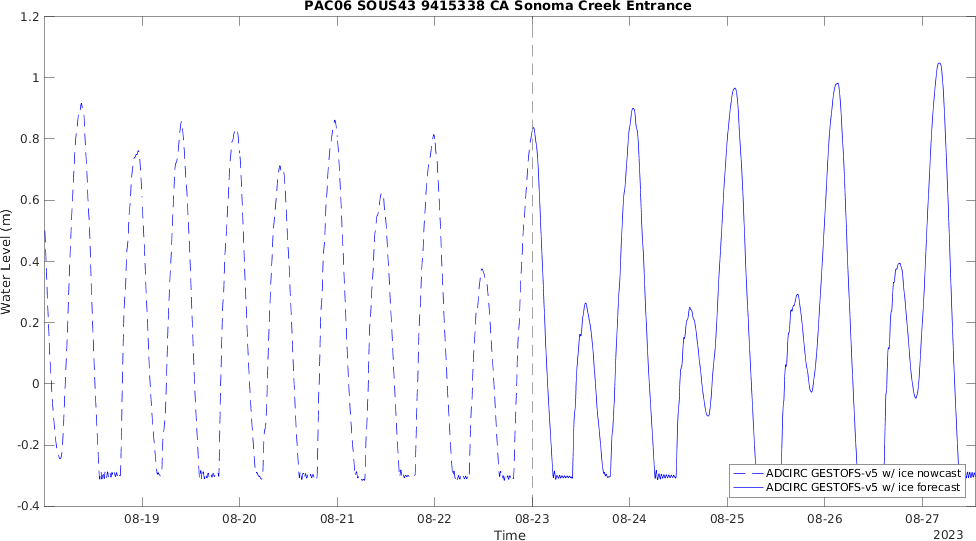 PAC06 SOUS43 9415338 CA Sonoma Creek Entrance
1.2
1
0.8
0.6
0.4
0.2
0
-0.2
-0.4
Water Level (m)
08-19 08-20 08-21 08-22 08-23 08-24 08-25 08-26 08-27
Time
2023
ADCIRC GESTOFS-v5 w/ ice nowcast
ADCIRC GESTOFS-v5 w/ ice forecast